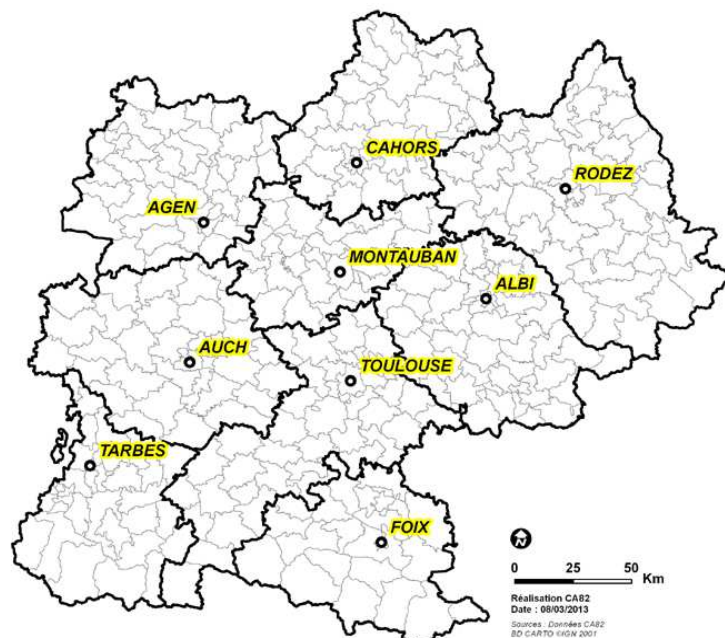 CAHORS
RODEZ
AGEN
MONTAUBAN
ALBI
AUCH
TOULOUSE
TARBES
FOIX
N
0 25 50
Km
Réalisation CA82
Date : 08/03/2013
Sources : Données CA82
BD CARTO ©IGN 2001